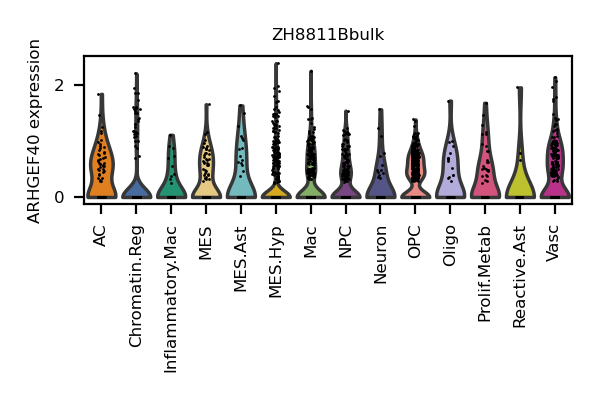 ZH8811Bbulk
ARHGEF40 expression
2
0
AC
Chromatin.Reg
Inflammatory.Mac
MES
MES.Ast
MES.Hyp
Mac
NPC
Neuron
OPC
Oligo
Prolif.Metab
Reactive.Ast
Vasc